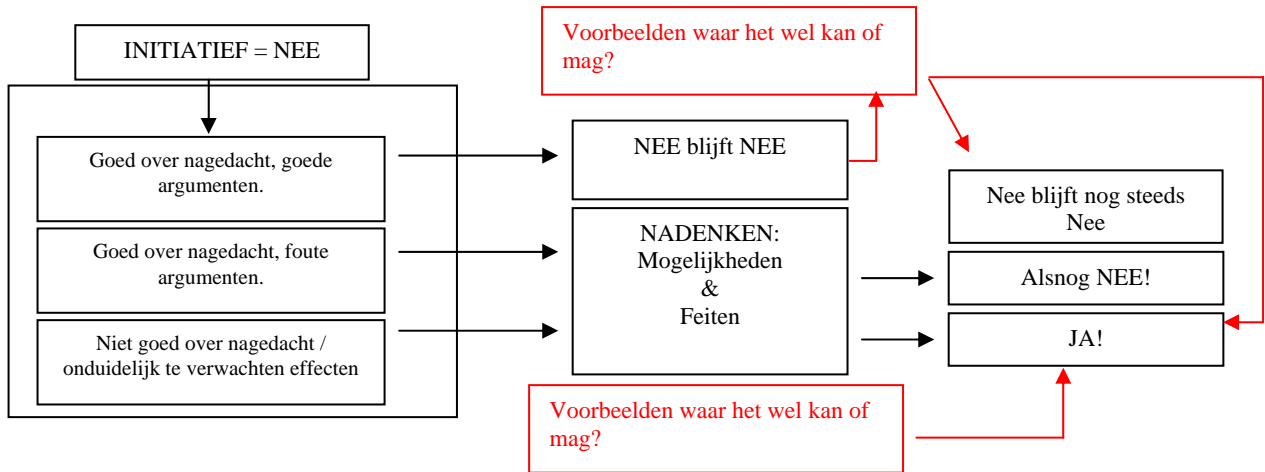 INITIATIEF = NEE
Goed over nagedacht, goede
argumenten.
Goed over nagedacht, foute
argumenten.
Niet goed over nagedacht /
onduidelijk te verwachten effecten
Voorbeelden waar het wel kan of
mag?
NEE blijft NEE
NADENKEN:
Mogelijkheden
&
Feiten
Voorbeelden waar het wel kan of
mag?
Nee blijft nog steeds
Nee
Alsnog NEE!
JA!